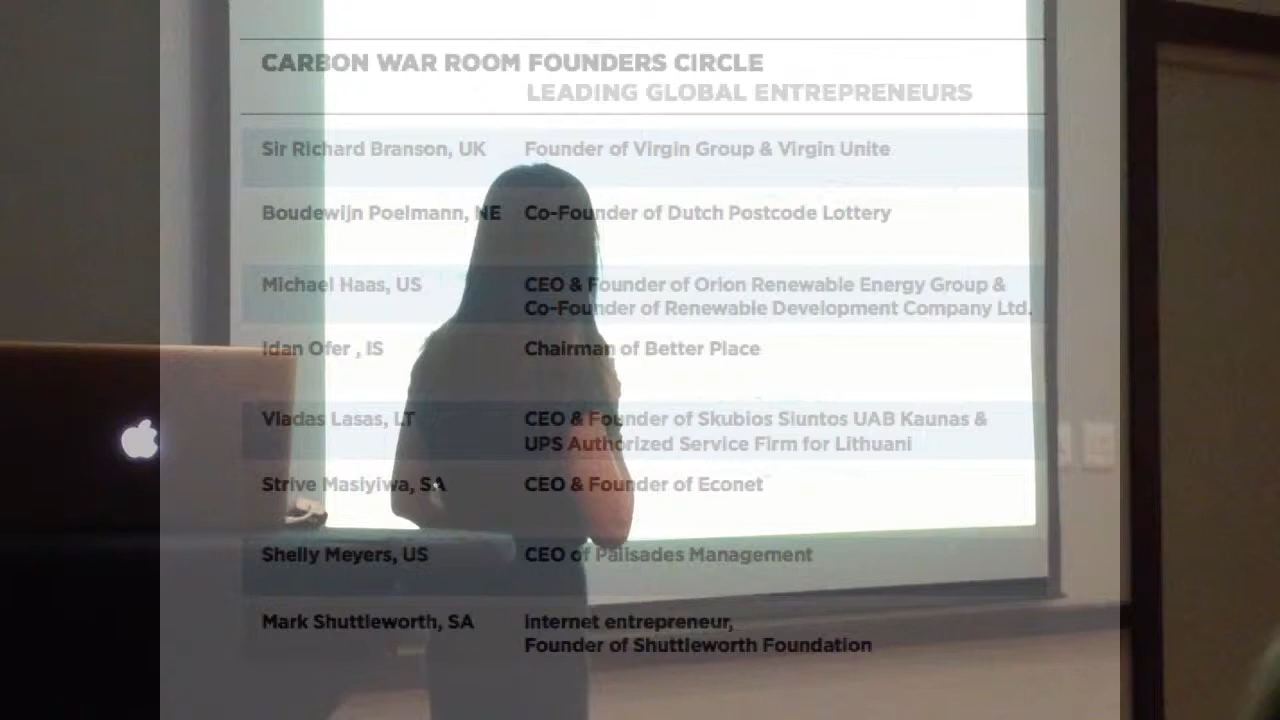 CARBON WAR ROOM FOUNDERS CIRCLE
LEADING GLOBAL ENTREPRENEURS
Sir Richard Branson, UK Founder of Virgin Group & Virgin Unite
Boudewijn Poelmann, NE Co-Founder of Dutch Postcode Lottery
Michael Haas, US CEO & Founder of Orion Renewable Energy Group &
Co-Founder of Renewable Development Company Ltd.
Idan Ofer , IS Chairman of Better Place
Vladas Lasas, LT CEO & Founder of Skubios Siuntos UAB Kaunas &
UPS Authorized Service Firm for Lithuani
Strive Masiyiwa, SA CEO & Founder of Econet
Shelly Meyers, US CEO of Palisades Management
Mark Shuttleworth, SA Internet entrepreneur,
Founder of Shuttleworth Foundation